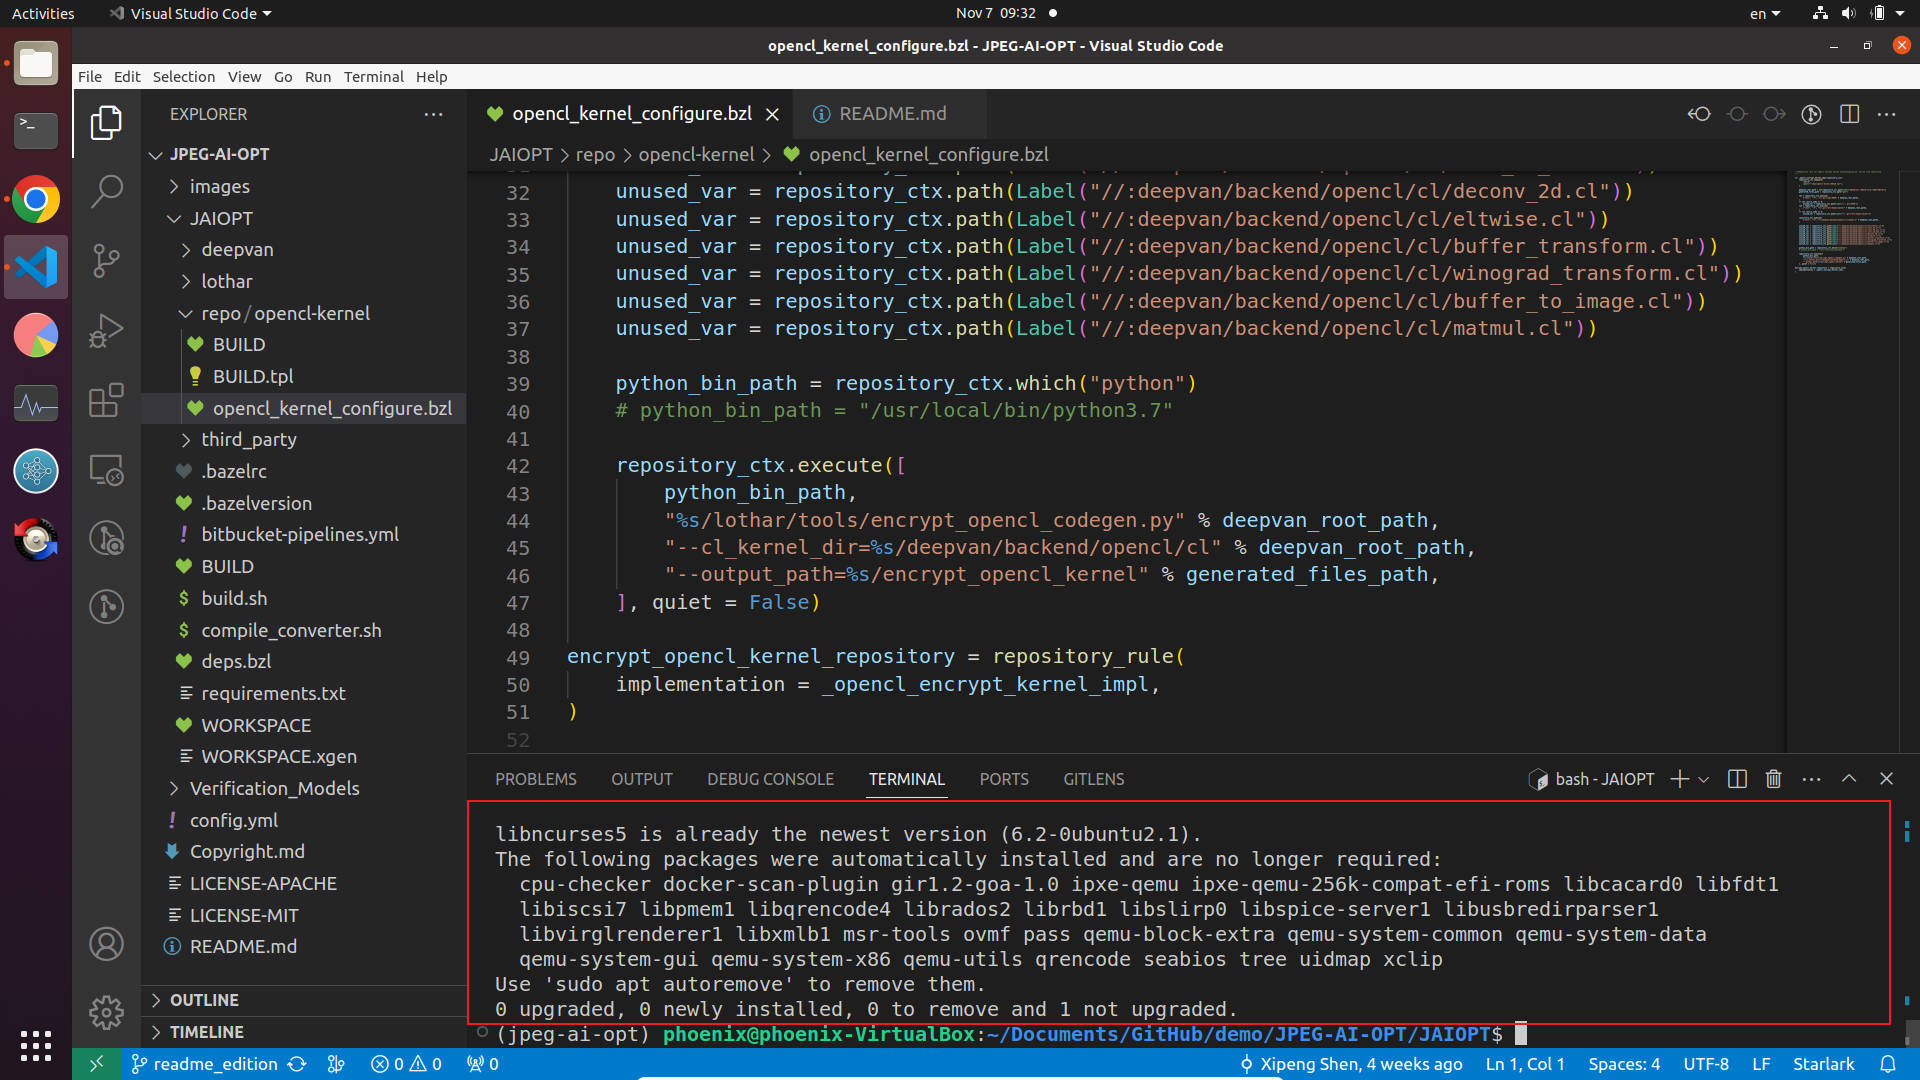 Activities
Visual Studio Code
Nov 7 09:32
en
opencl_kernel_configure.bzl - JPEG-AI-OPT - Visual Studio Code
File Edit Selection View Go Run Terminal Help
EXPLORER
JPEG-AI-OPT
images
JAIOPT
deepvan
lothar
repo/opencl-kernel
BUILD
BUILD.tpl
opencl_kernel_configure.bzl
third_party
.bazelrc
.bazelversion
bitbucket-pipelines.yml
BUILD
build.sh
compile_converter.sh
deps.bzl
requirements.txt
WORKSPACE
WORKSPACE.xgen
Verification_Models
config.yml
Copyright.md
LICENSE-APACHE
LICENSE-MIT
README.md
OUTLINE
TIMELINE
opencl_kernel_configure.bzl
README.md
JAIOPT > repo > opencl-kernel > opencl_kernel_configure.bzl
32 unused_var = repository_ctx.path(Label("//:deepvan/backend/opencl/cl/deconv_2d.cl"))
33 unused_var = repository_ctx.path(Label("//:deepvan/backend/opencl/cl/eltwise.cl"))
34 unused_var = repository_ctx.path(Label("//:deepvan/backend/opencl/cl/buffer_transform.cl"))
35 unused_var = repository_ctx.path(Label("//:deepvan/backend/opencl/cl/winograd_transform.cl"))
36 unused_var = repository_ctx.path(Label("//:deepvan/backend/opencl/cl/buffer_to_image.cl"))
37 unused_var = repository_ctx.path(Label("//:deepvan/backend/opencl/cl/matmul.cl"))
38
39 python_bin_path = repository_ctx.which("python")
40 # python_bin_path = "/usr/local/bin/python3.7"
41
42 repository_ctx.execute([
43 python_bin_path,
44 "%s/lothar/tools/encrypt_opencl_codegen.py" % deepvan_root_path,
45 "--cl_kernel_dir=%s/deepvan/backend/opencl/cl" % deepvan_root_path,
46 "--output_path=%s/encrypt_opencl_kernel" % generated_files_path,
47 ], quiet = False)
48
49 encrypt_opencl_kernel_repository = repository_rule(
50 implementation = _opencl_encrypt_kernel_impl,
51 )
52
PROBLEMS OUTPUT DEBUG CONSOLE TERMINAL PORTS GITLENS
bash - JAIOPT
libncurses5 is already the newest version (6.2-0ubuntu2.1).
The following packages were automatically installed and are no longer required:
cpu-checker docker-scan-plugin gir1.2-goa-1.0 ipxe-qemu ipxe-qemu-256k-compat-efi-roms libcacard0 libfdt1
libiscsi7 libpmem1 libqrencode4 librados2 librbd1 libslirp0 libspice-server1 libusbredirparser1
libvirglrenderer1 libxmlb1 msr-tools ovmf pass qemu-block-extra qemu-system-common qemu-system-data
qemu-system-gui qemu-system-x86 qemu-utils qrencode seabios tree uidmap xclip
Use 'sudo apt autoremove' to remove them.
0 upgraded, 0 newly installed, 0 to remove and 1 not upgraded.
(jpeg-ai-opt) phoenix@phoenix-VirtualBox:~/Documents/GitHub/demo/JPEG-AI-OPT/JAIOPT$
readme_edition 0 0 0 Xipeng Shen, 4 weeks ago Ln 1, Col 1 Spaces: 4 UTF-8 LF Starlark